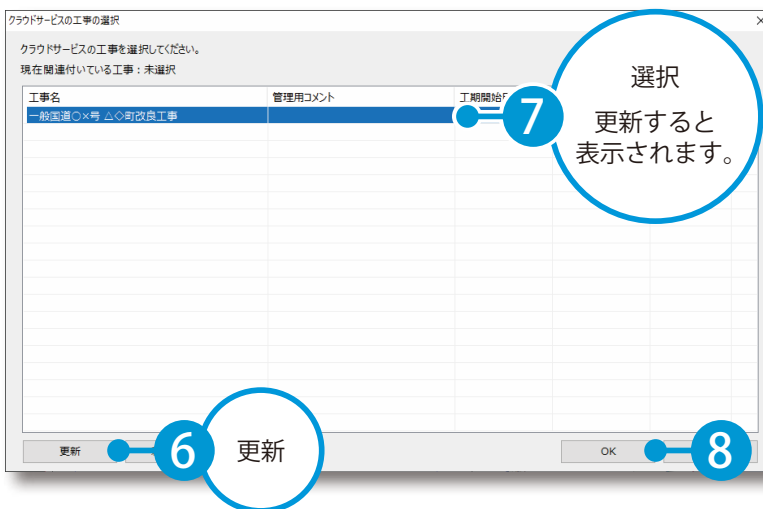 クラウドサービスの工事の選択
クラウドサービスの工事を選択してください。
現在関連付いている工事：未選択
工事名 管理用コメント 工期開始
一般国道○×号 △◇町改良工事
7
選択
更新すると
表示されます。
更新
6
更新
OK
8